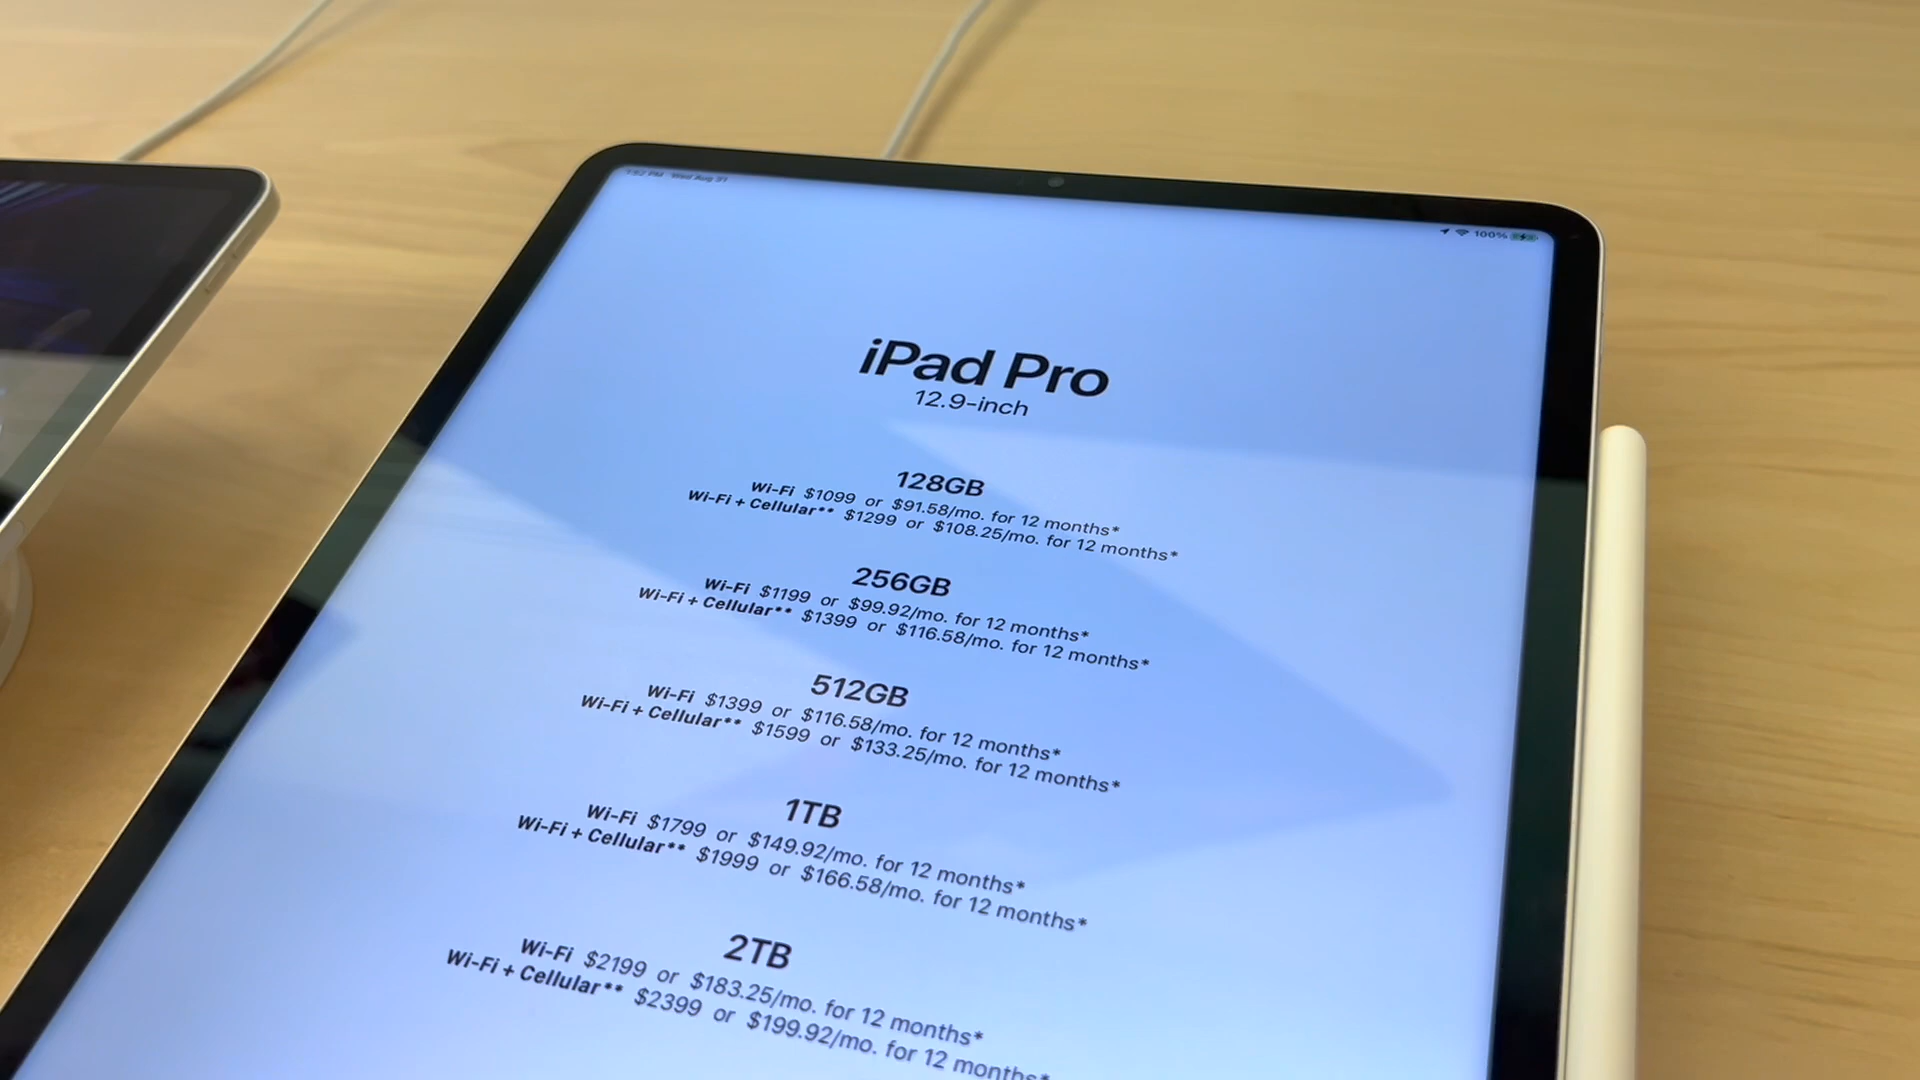 1:52 PM Wed Aug 31
100%
iPad Pro
12.9-inch
128GB
Wi-Fi $1099 or $91.58/mo. for 12 months*
Wi-Fi + Cellular** $1299 or $108.25/mo. for 12 months*
256GB
Wi-Fi $1199 or $99.92/mo. for 12 months*
Wi-Fi + Cellular** $1399 or $116.58/mo. for 12 months*
512GB
Wi-Fi $1399 or $116.58/mo. for 12 months*
Wi-Fi + Cellular** $1599 or $133.25/mo. for 12 months*
1TB
Wi-Fi $1799 or $149.92/mo. for 12 months*
Wi-Fi + Cellular** $1999 or $166.58/mo. for 12 months*
2TB
Wi-Fi $2199 or $183.25/mo. for 12 months*
Wi-Fi + Cellular** $2399 or $199.92/mo. for 12 months*